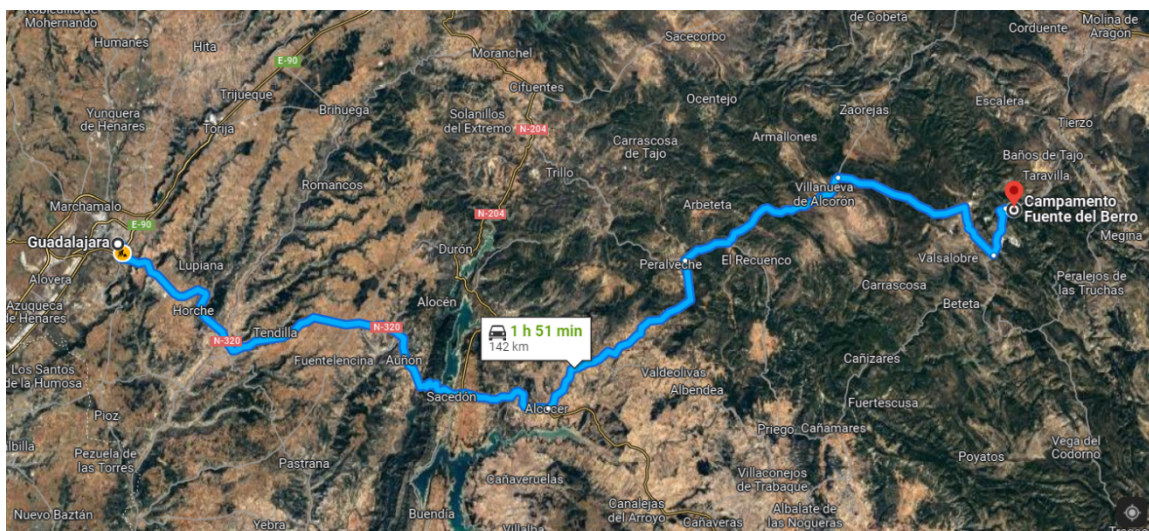 Robledillo de
Mohernando
Humanes
Hita
E-90
Moranchel
Sacecorbo
de Cobeta
Corduente
Molina de
Aragón
Cifuentes
Trijueque
Brihuega
Yunquera
de Henares
Torija
Solanillos
del Extremo
N-204
Ocentejo
Zaorejas
Escalera
Tierzo
Armallones
Carrascosa
de Tajo
Baños de Tajo
Taravilla
Trillo
Romancos
Marchamalo
E-90
N-204
Arbeteta
Villanueva
de Alcorón
Campamento
Fuente del Berro
Guadalajara
Lupiana
Durón
Megina
Peralveche
El Recuenco
Valsalobre
Alovera
Peralejos de
las Truchas
Alocén
Carrascosa
Azuqueca
de Henares
Horche
Beteta
N-320
Tendilla
N-320
1 h 51 min
142 km
Fuentelencina
Auñón
Cañizares
Los Santos
de la Humosa
Valdeolivas
Albendea
Sacedón
Alcocer
Fuertescusa
Pioz
Priego
Cañamares
Vega del
Codorno
Pezuela de
las Torres
Pastrana
Poyatos
Cañaveruelas
Villaconejos
de Trabaque
Nuevo Baztán
Buendía
Canalejas
del Arroyo
Albalate de
las Nogueras
Yebra
Villalba
Cañaveras